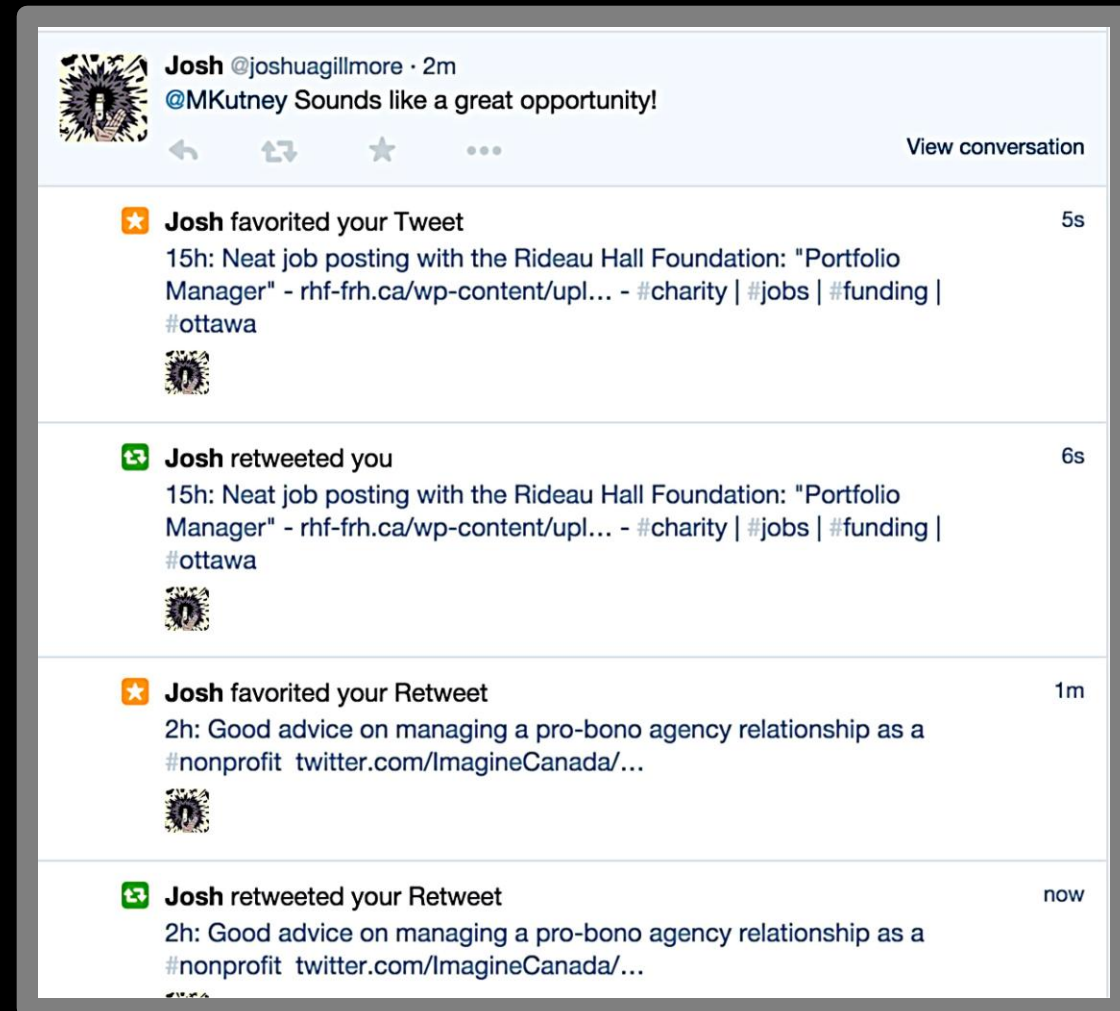 Josh @joshuagillmore · 2m
@MKutney Sounds like a great opportunity!
View conversation
Josh favorited your Tweet 5s
15h: Neat job posting with the Rideau Hall Foundation: "Portfolio
Manager" - rhf-frh.ca/wp-content/upl... - #charity | #jobs | #funding |
#ottawa
Josh retweeted you 6s
15h: Neat job posting with the Rideau Hall Foundation: "Portfolio
Manager" - rhf-frh.ca/wp-content/upl... - #charity | #jobs | #funding |
#ottawa
Josh favorited your Retweet 1m
2h: Good advice on managing a pro-bono agency relationship as a
#nonprofit twitter.com/ImagineCanada/...
Josh retweeted your Retweet now
2h: Good advice on managing a pro-bono agency relationship as a
#nonprofit twitter.com/ImagineCanada/...